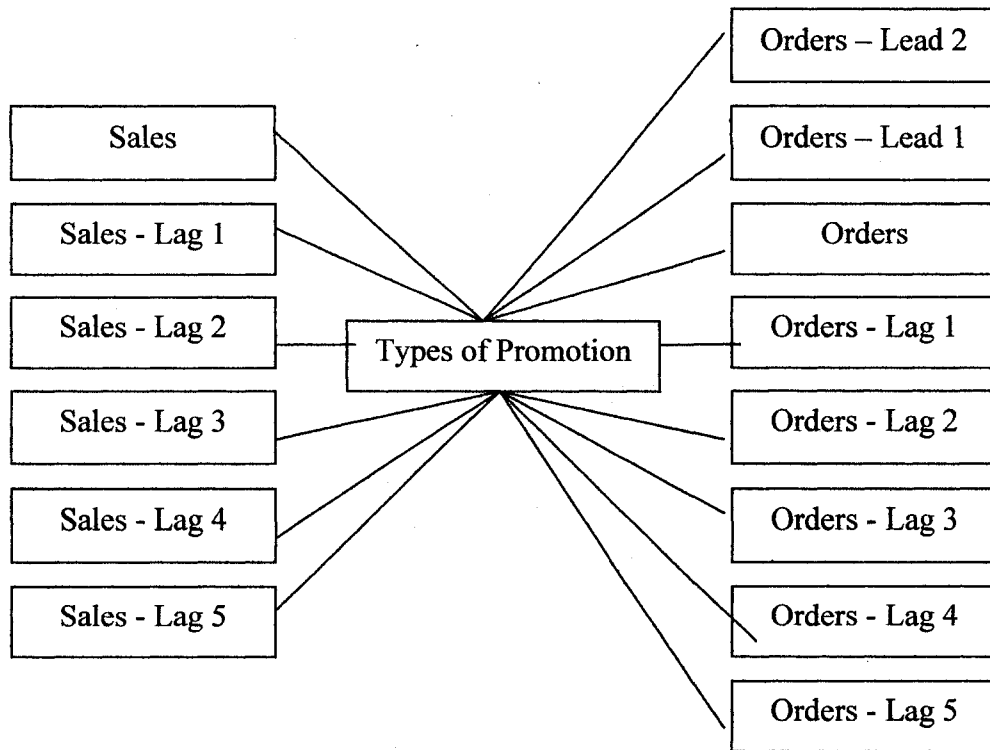 Sales
Sales - Lag 1
Sales - Lag 2
Sales - Lag 3
Sales - Lag 4
Sales - Lag 5
Types of Promotion
Orders – Lead 2
Orders – Lead 1
Orders
Orders - Lag 1
Orders - Lag 2
Orders - Lag 3
Orders - Lag 4
Orders - Lag 5